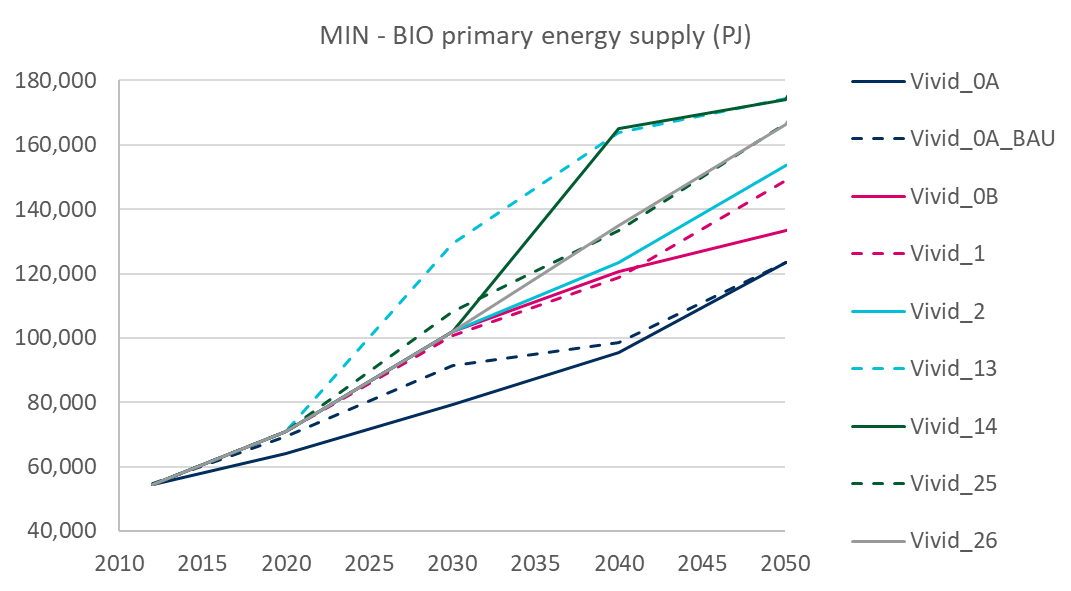 MIN - BIO primary energy supply (PJ)
180,000
160,000
140,000
120,000
100,000
80,000
60,000
40,000
2010 2015 2020 2025 2030 2035 2040 2045 2050
Vivid_0A
Vivid_0A_BAU
Vivid_0B
Vivid_1
Vivid_2
Vivid_13
Vivid_14
Vivid_25
Vivid_26